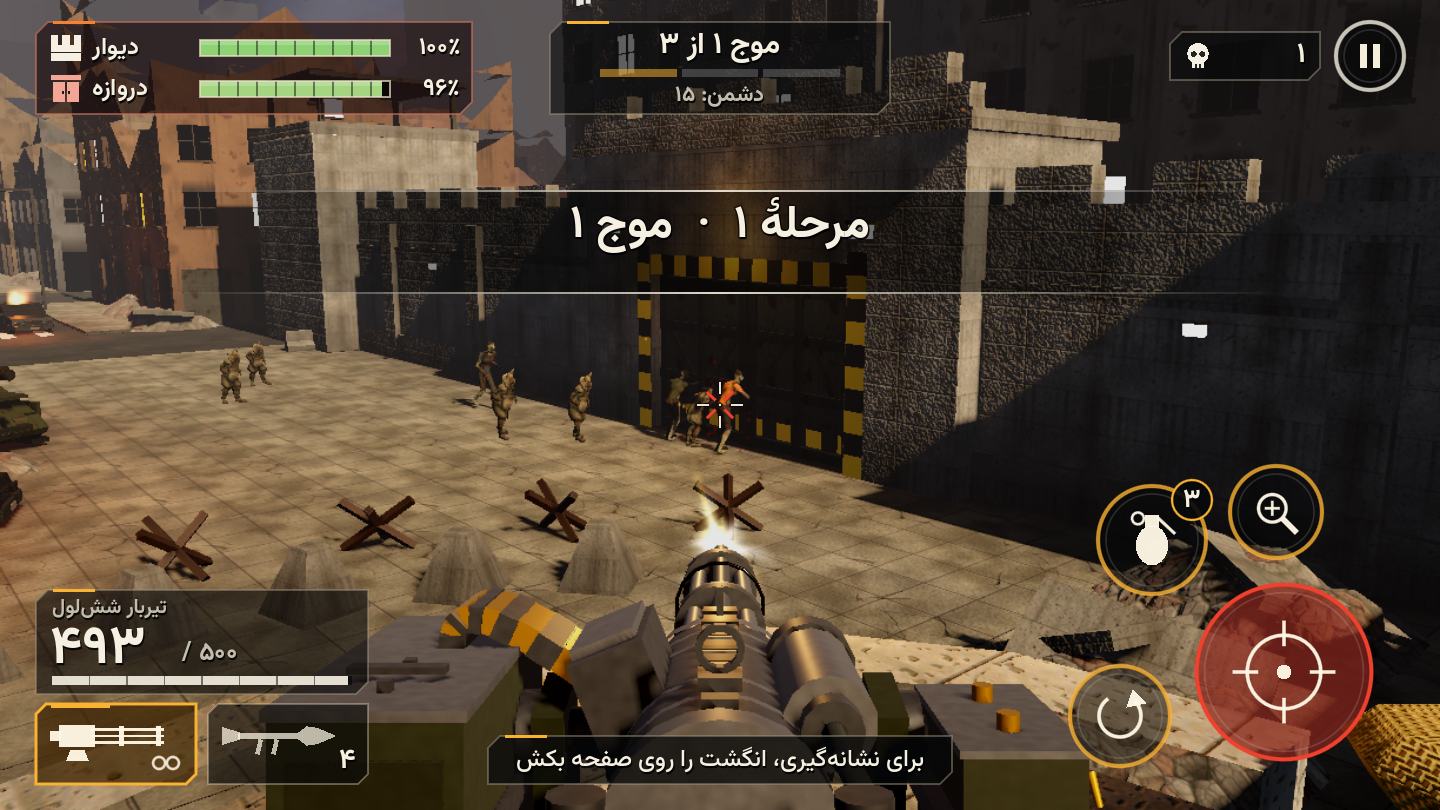 دیوار ۱۰۰٪
دروازه ۹۶٪
موج ۱ از ۳
دشمن: ۱۵
۱
مرحلهٔ ۱ · موج ۱
۳
تیربار شش‌لول
۴۹۳ / ۵۰۰
∞
۴
برای نشانه‌گیری، انگشت را روی صفحه بکش